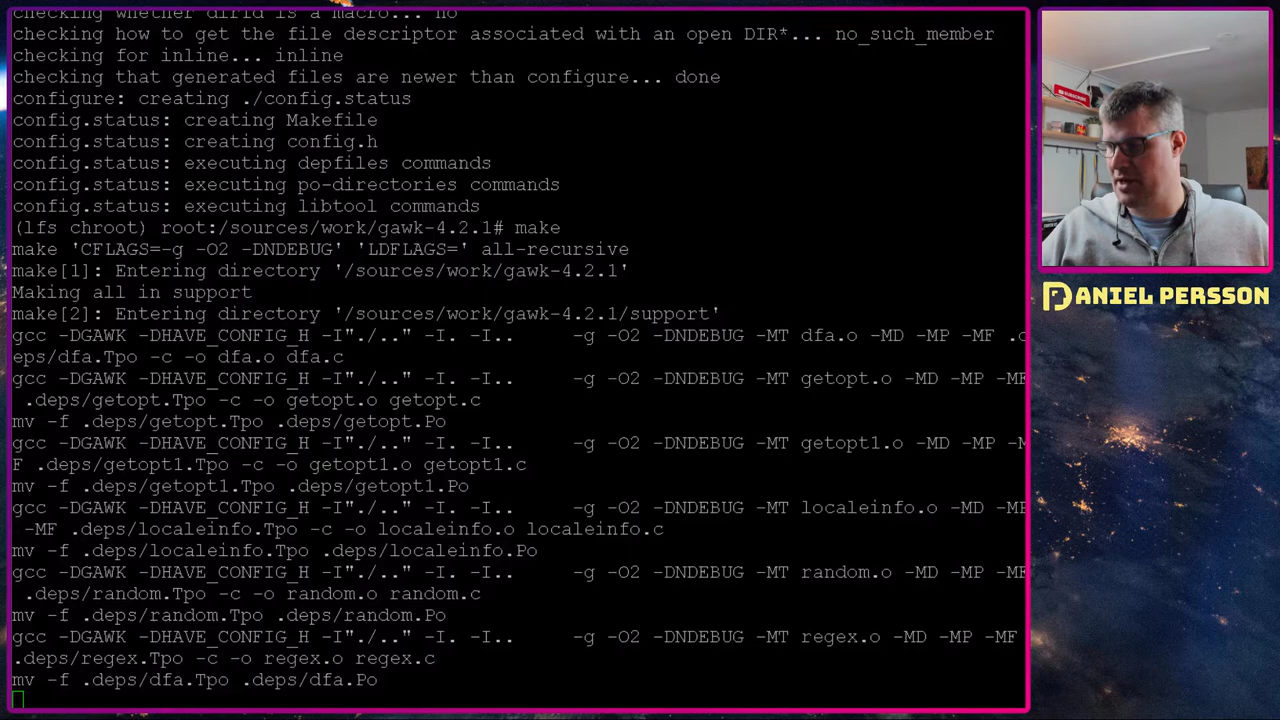 checking whether dirfd is a macro... no
checking how to get the file descriptor associated with an open DIR*... no_such_member
checking for inline... inline
checking that generated files are newer than configure... done
configure: creating ./config.status
config.status: creating Makefile
config.status: creating config.h
config.status: executing depfiles commands
config.status: executing po-directories commands
config.status: executing libtool commands
(lfs chroot) root:/sources/work/gawk-4.2.1# make
make 'CFLAGS=-g -O2 -DNDEBUG' 'LDFLAGS=' all-recursive
make[1]: Entering directory '/sources/work/gawk-4.2.1'
Making all in support
make[2]: Entering directory '/sources/work/gawk-4.2.1/support'
gcc -DGAWK -DHAVE_CONFIG_H -I"./.." -I. -I..     -g -O2 -DNDEBUG -MT dfa.o -MD -MP -MF .d
eps/dfa.Tpo -c -o dfa.o dfa.c
gcc -DGAWK -DHAVE_CONFIG_H -I"./.." -I. -I..     -g -O2 -DNDEBUG -MT getopt.o -MD -MP -MF
.deps/getopt.Tpo -c -o getopt.o getopt.c
mv -f .deps/getopt.Tpo .deps/getopt.Po
gcc -DGAWK -DHAVE_CONFIG_H -I"./.." -I. -I..     -g -O2 -DNDEBUG -MT getopt1.o -MD -MP -M
F .deps/getopt1.Tpo -c -o getopt1.o getopt1.c
mv -f .deps/getopt1.Tpo .deps/getopt1.Po
gcc -DGAWK -DHAVE_CONFIG_H -I"./.." -I. -I..     -g -O2 -DNDEBUG -MT localeinfo.o -MD -MP
-MF .deps/localeinfo.Tpo -c -o localeinfo.o localeinfo.c
mv -f .deps/localeinfo.Tpo .deps/localeinfo.Po
gcc -DGAWK -DHAVE_CONFIG_H -I"./.." -I. -I..     -g -O2 -DNDEBUG -MT random.o -MD -MP -MF
.deps/random.Tpo -c -o random.o random.c
mv -f .deps/random.Tpo .deps/random.Po
gcc -DGAWK -DHAVE_CONFIG_H -I"./.." -I. -I..     -g -O2 -DNDEBUG -MT regex.o -MD -MP -MF
.deps/regex.Tpo -c -o regex.o regex.c
mv -f .deps/dfa.Tpo .deps/dfa.Po
SUBSCRIBE
DANIEL PERSSON